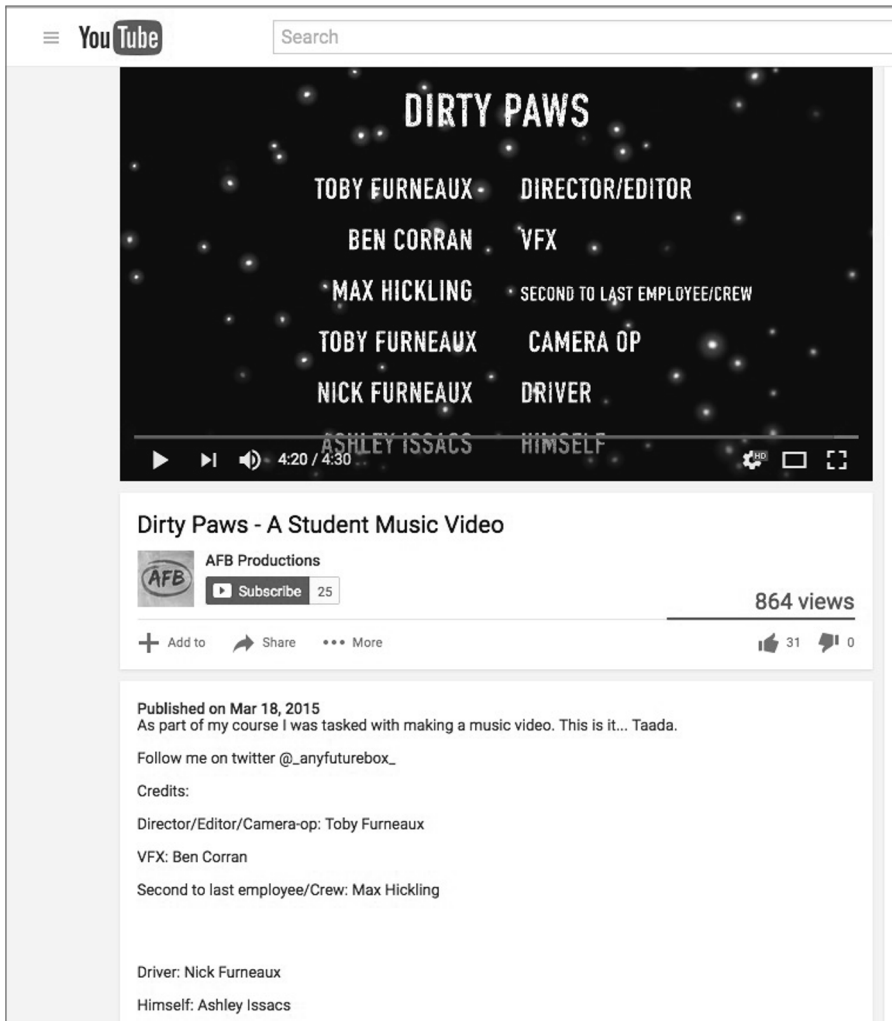 YouTube
Search
DIRTY PAWS
TOBY FURNEAUX DIRECTOR/EDITOR
BEN CORRAN VFX
MAX HICKLING SECOND TO LAST EMPLOYEE/CREW
TOBY FURNEAUX CAMERA OP
NICK FURNEAUX DRIVER
ASHLEY ISSACS HIMSELF
4:20 / 4:30 HD
Dirty Paws - A Student Music Video
AFB
AFB Productions
Subscribe 25
864 views
Add to Share More 31 0
Published on Mar 18, 2015
As part of my course I was tasked with making a music video. This is it... Taada.
Follow me on twitter @_anyfuturebox_
Credits:
Director/Editor/Camera-op: Toby Furneaux
VFX: Ben Corran
Second to last employee/Crew: Max Hickling
Driver: Nick Furneaux
Himself: Ashley Issacs